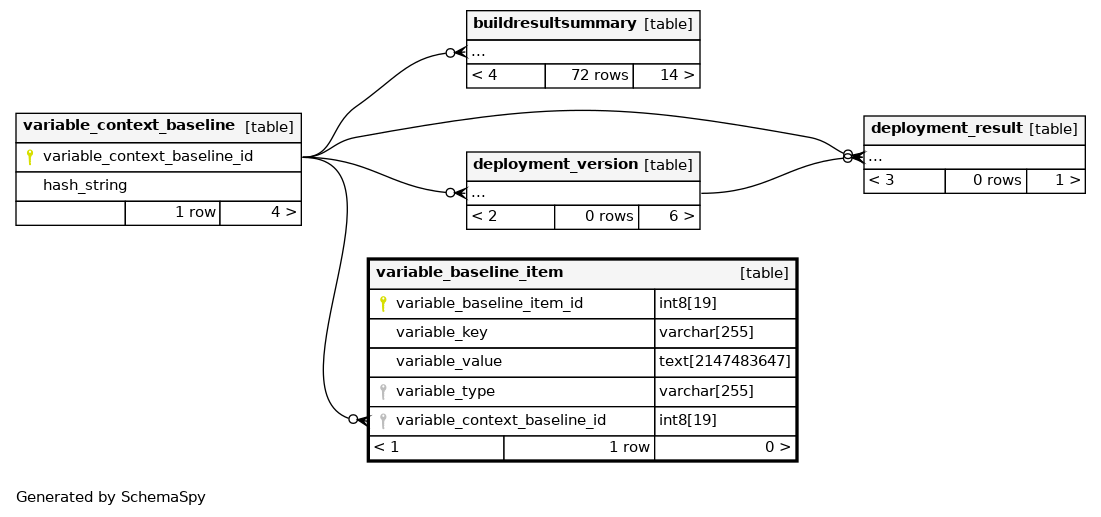 buildresultsummary [table]
...
< 4 72 rows 14 >
variable_context_baseline [table]
variable_context_baseline_id
hash_string
1 row 4 >
deployment_result [table]
...
< 3 0 rows 1 >
deployment_version [table]
...
< 2 0 rows 6 >
variable_baseline_item [table]
variable_baseline_item_id int8[19]
variable_key varchar[255]
variable_value text[2147483647]
variable_type varchar[255]
variable_context_baseline_id int8[19]
< 1 1 row 0 >
Generated by SchemaSpy